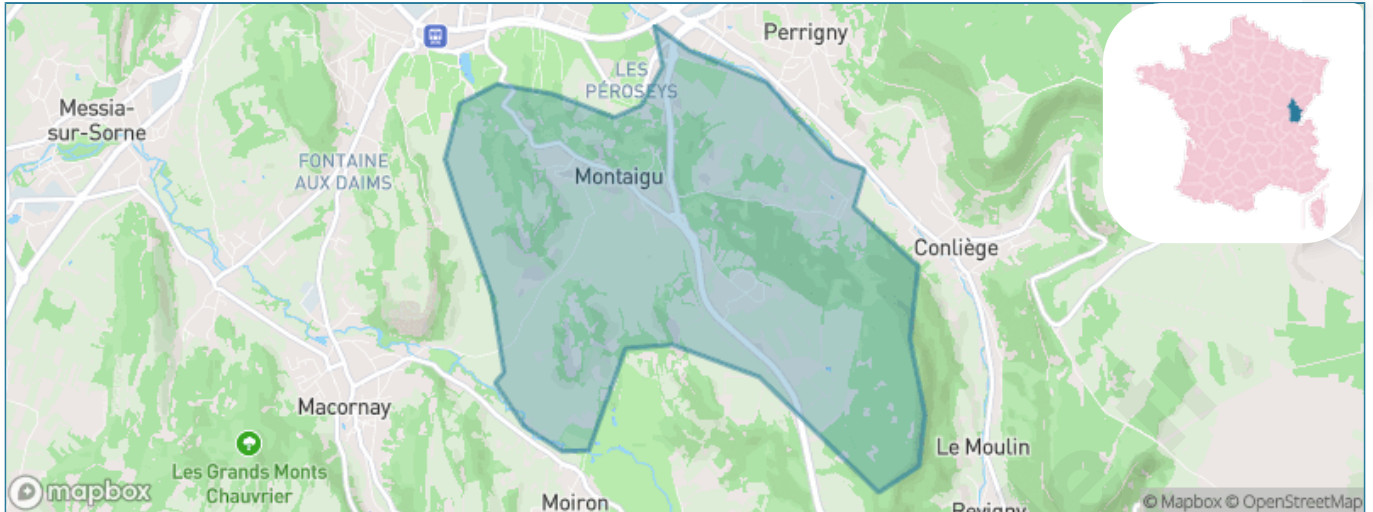 Perrigny
LES
PÉROSEYS
Messia-
sur-Sorne
FONTAINE
AUX DAIMS
Montaigu
Conliège
Macornay
Le Moulin
Les Grands Monts
Chauvrier
mapbox
Moiron
Revigny
© Mapbox © OpenStreetMap